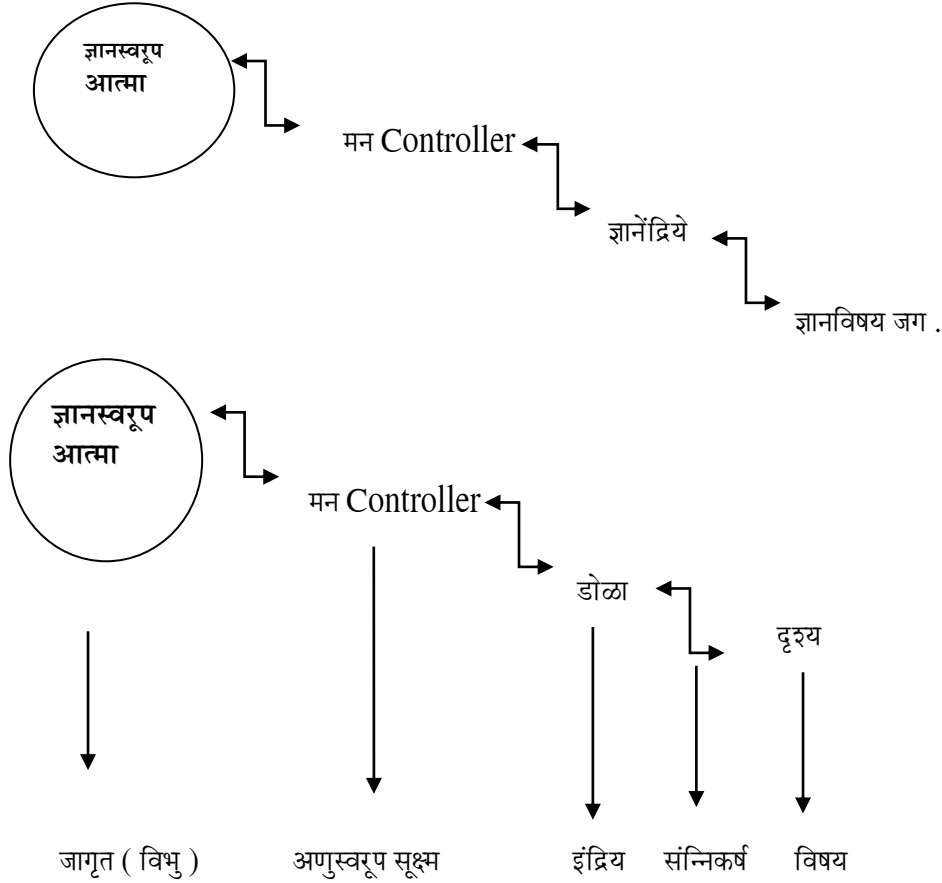 ज्ञानस्वरूप
आत्मा
मन Controller
ज्ञानेंद्रिये
ज्ञानविषय जग .
ज्ञानस्वरूप
आत्मा
मन Controller
डोळा
दृश्य
जागृत ( विभु ) अणुस्वरूप सूक्ष्म इंद्रिय संन्निकर्ष विषय